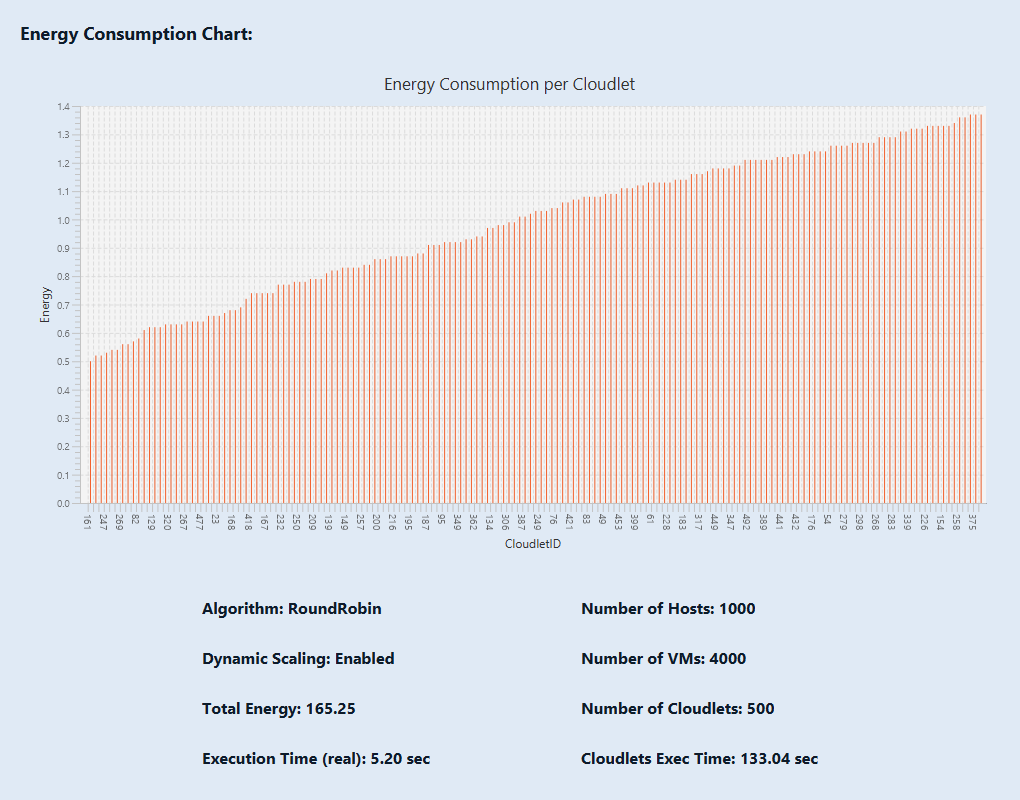 Energy Consumption Chart:
Energy Consumption per Cloudlet
1.4
1.3
1.2
1.1
1.0
0.9
0.8
0.7
0.6
0.5
0.4
0.3
0.2
0.1
0.0
Energy
161 247 269 82 129 320 267 477 23 168 418 167 232 250 209 139 149 257 200 216 195 187 95 349 362 134 306 387 249 76 421 83 49 453 399 61 228 183 317 449 347 492 389 441 432 176 54 279 298 268 283 339 226 154 258 375
CloudletID
Algorithm: RoundRobin
Number of Hosts: 1000
Dynamic Scaling: Enabled
Number of VMs: 4000
Total Energy: 165.25
Number of Cloudlets: 500
Execution Time (real): 5.20 sec
Cloudlets Exec Time: 133.04 sec